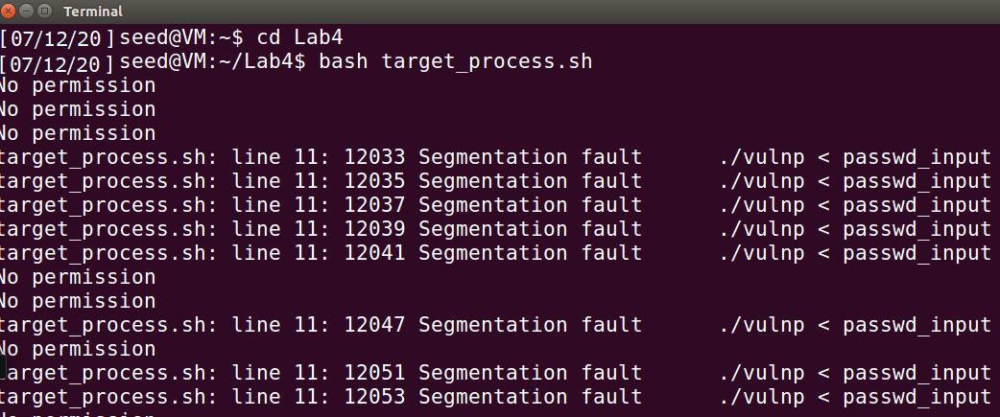 Terminal
[07/12/20]seed@VM:~$ cd Lab4
[07/12/20]seed@VM:~/Lab4$ bash target_process.sh
No permission
No permission
No permission
target_process.sh: line 11: 12033 Segmentation fault      ./vulnp < passwd_input
target_process.sh: line 11: 12035 Segmentation fault      ./vulnp < passwd_input
target_process.sh: line 11: 12037 Segmentation fault      ./vulnp < passwd_input
target_process.sh: line 11: 12039 Segmentation fault      ./vulnp < passwd_input
target_process.sh: line 11: 12041 Segmentation fault      ./vulnp < passwd_input
No permission
No permission
target_process.sh: line 11: 12047 Segmentation fault      ./vulnp < passwd_input
No permission
target_process.sh: line 11: 12051 Segmentation fault      ./vulnp < passwd_input
target_process.sh: line 11: 12053 Segmentation fault      ./vulnp < passwd_input
No permission